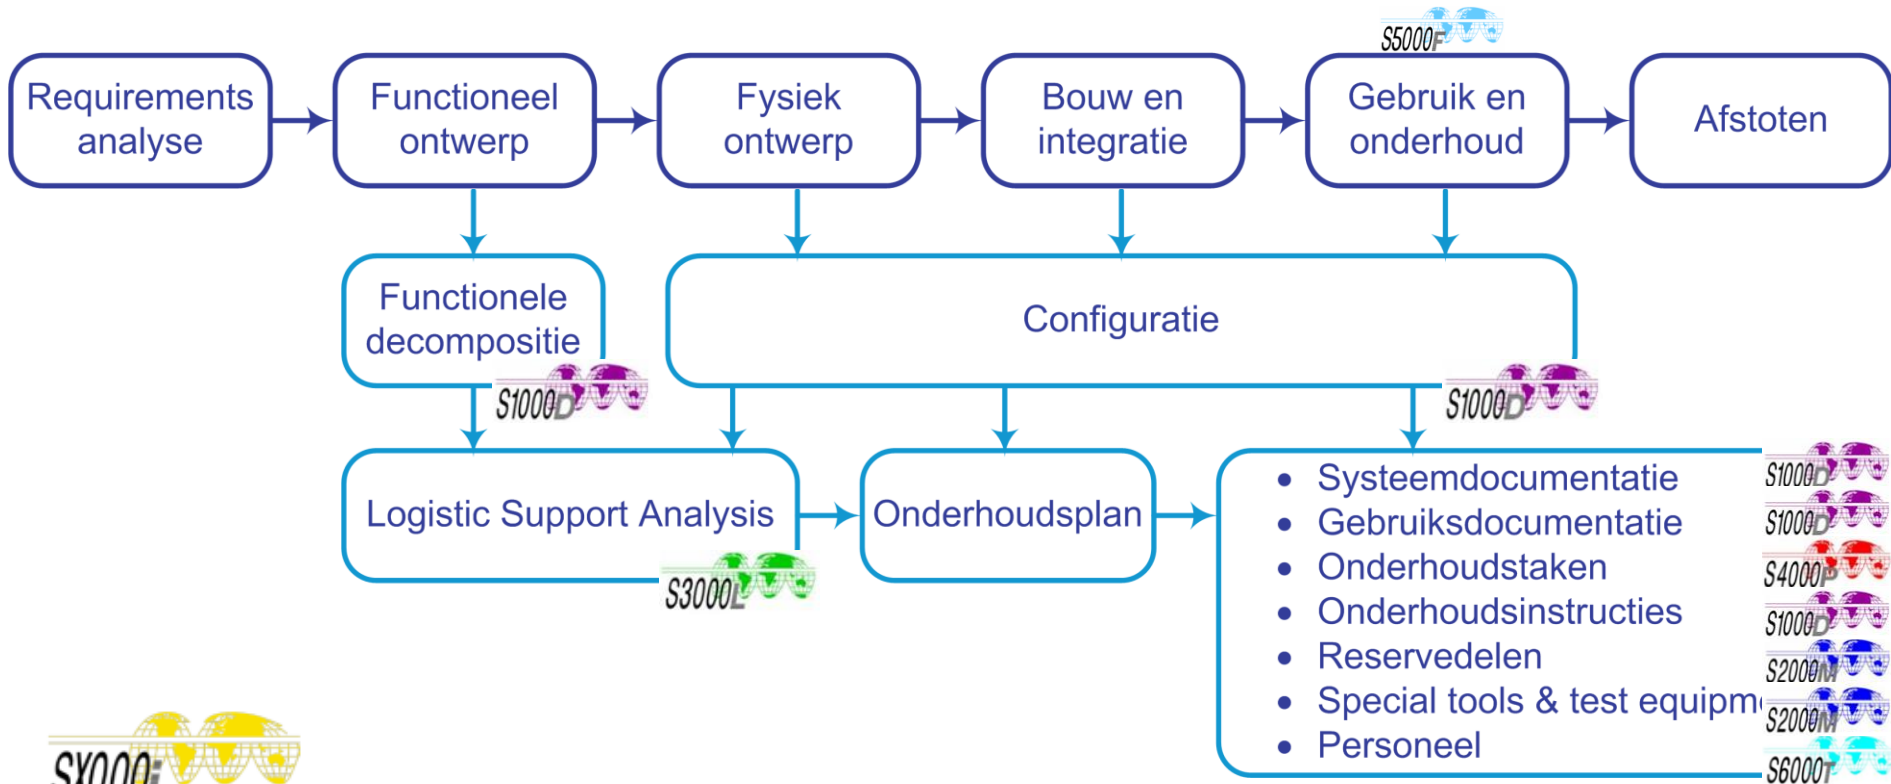 S5000F
Requirements
analyse
Functioneel
ontwerp
Fysiek
ontwerp
Bouw en
integratie
Gebruik en
onderhoud
Afstoten
Functionele
decompositie
S1000D
Configuratie
S1000D
Logistic Support Analysis
S3000L
Onderhoudsplan
• Systeemdocumentatie
S1000D
• Gebruiksdocumentatie
S1000D
• Onderhoudstaken
S4000P
• Onderhoudsinstructies
S1000D
• Reservedelen
S2000M
• Special tools & test equipm
S2000M
• Personeel
S6000T
SX000i